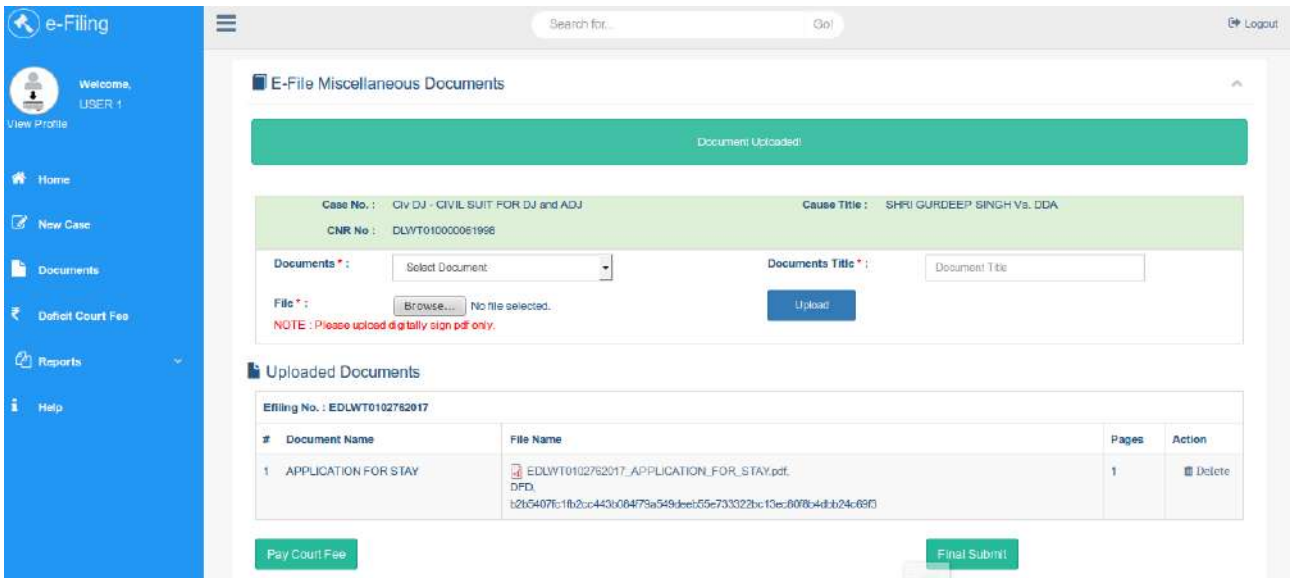 e-Filing
Search for...
Go!
Logout
Welcome,
USER 1
View Profile
Home
New Case
Documents
Deficit Court Fee
Reports
Help
E-File Miscellaneous Documents
Document Uploaded!
Case No. : Civ DJ - CIVIL SUIT FOR DJ and ADJ
Cause Title : SHRI GURDEEP SINGH Vs. DDA
CNR No : DLWT010000061998
Documents * : Select Document
Documents Title * : Document Title
File * : Browse... No file selected.
Upload
NOTE : Please upload digitally sign pdf only.
Uploaded Documents
Efiling No. : EDLWT0102762017
# Document Name File Name Pages Action
1 APPLICATION FOR STAY EDLWT0102762017_APPLICATION_FOR_STAY.pdf, 1 Delete
Pay Court Fee
Final Submit